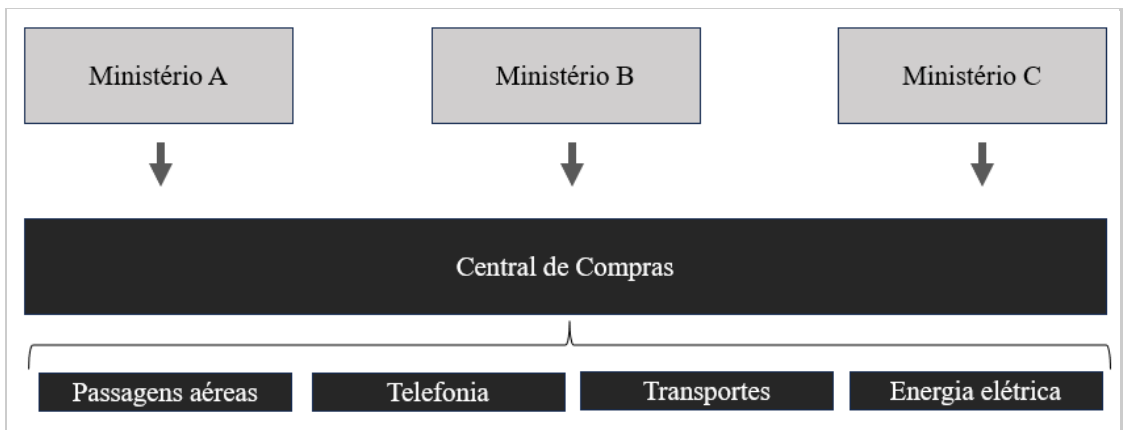 Ministério A
Ministério B
Ministério C
Central de Compras
Passagens aéreas
Telefonia
Transportes
Energia elétrica